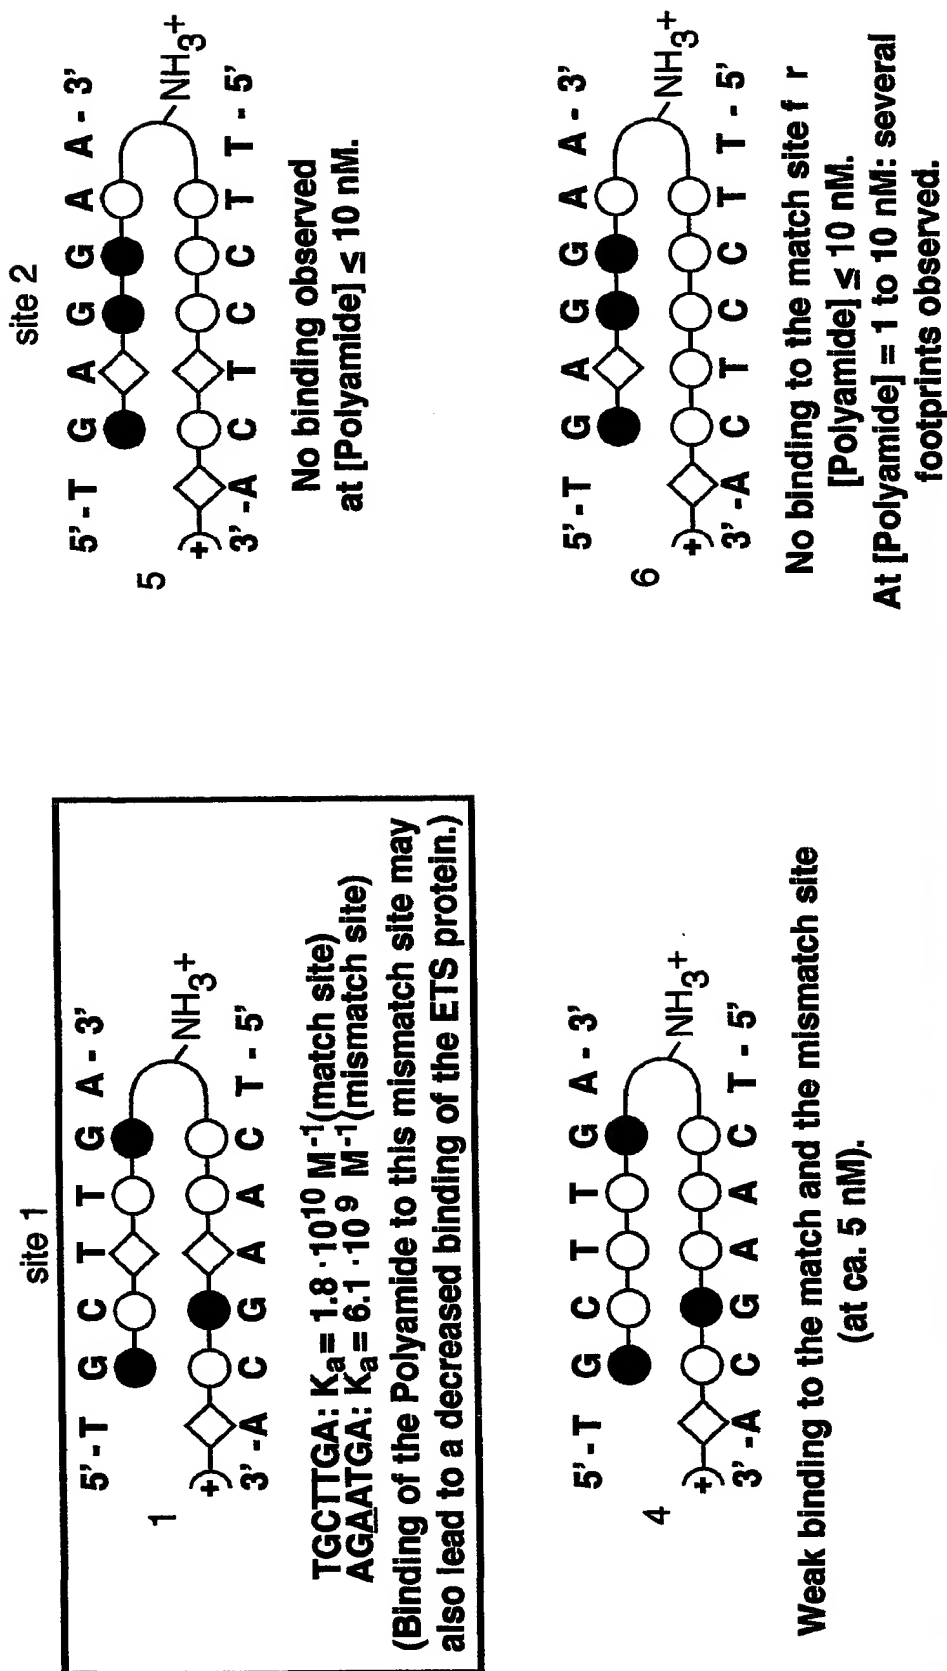 site 1
5'-T G C T T G A - 3'
NH₃⁺
1
+
3'-A C G A A C T - 5'
TGCTTGA: Kₐ = 1.8 · 10¹⁰ M⁻¹(match site)
AGAATGA: Kₐ = 6.1 · 10⁹ M⁻¹(mismatch site)
(Binding of the Polyamide to this mismatch site may
also lead to a decreased binding of the ETS protein.)
site 2
5'-T G A G G A A - 3'
NH₃⁺
5
+
3'-A C T C C T T - 5'
No binding observed
at [Polyamide] ≤ 10 nM.
5'-T G C T T G A - 3'
NH₃⁺
4
+
3'-A C G A A C T - 5'
Weak binding to the match and the mismatch site
(at ca. 5 nM).
5'-T G A G G A A - 3'
NH₃⁺
6
+
3'-A C T C C T T - 5'
No binding to the match site f r
[Polyamide] ≤ 10 nM.
At [Polyamide] = 1 to 10 nM: several
footprints observed.